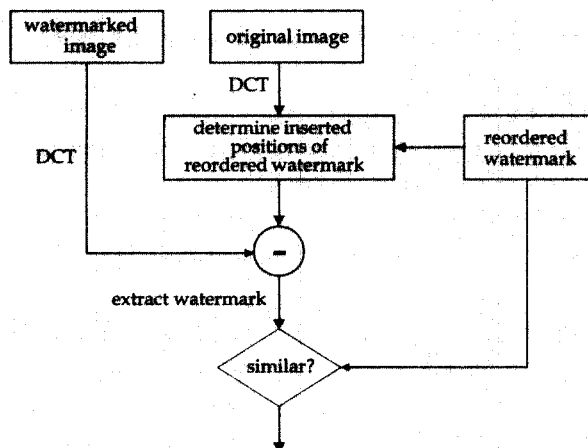 watermarked
image
original image
DCT
determine inserted
positions of
reordered watermark
reordered
watermark
DCT
-
extract watermark
similar?